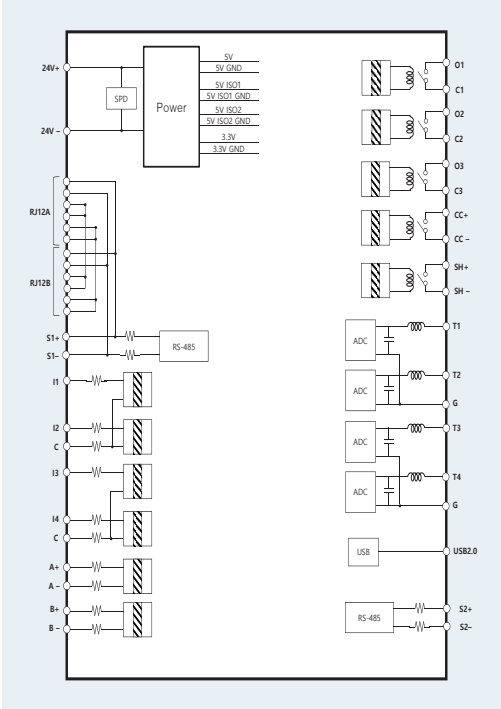 24V+
24V –
SPD
Power
5V
5V GND
5V ISO1
5V ISO1 GND
5V ISO2
5V ISO2 GND
3.3V
3.3V GND
RJ12A
RJ12B
S1+
S1–
RS-485
I1
I2
C
I3
I4
C
A+
A –
B+
B –
O1
C1
O2
C2
O3
C3
CC+
CC –
SH+
SH –
ADC
T1
ADC
T2
G
ADC
T3
ADC
T4
G
USB
USB2.0
RS-485
S2+
S2–